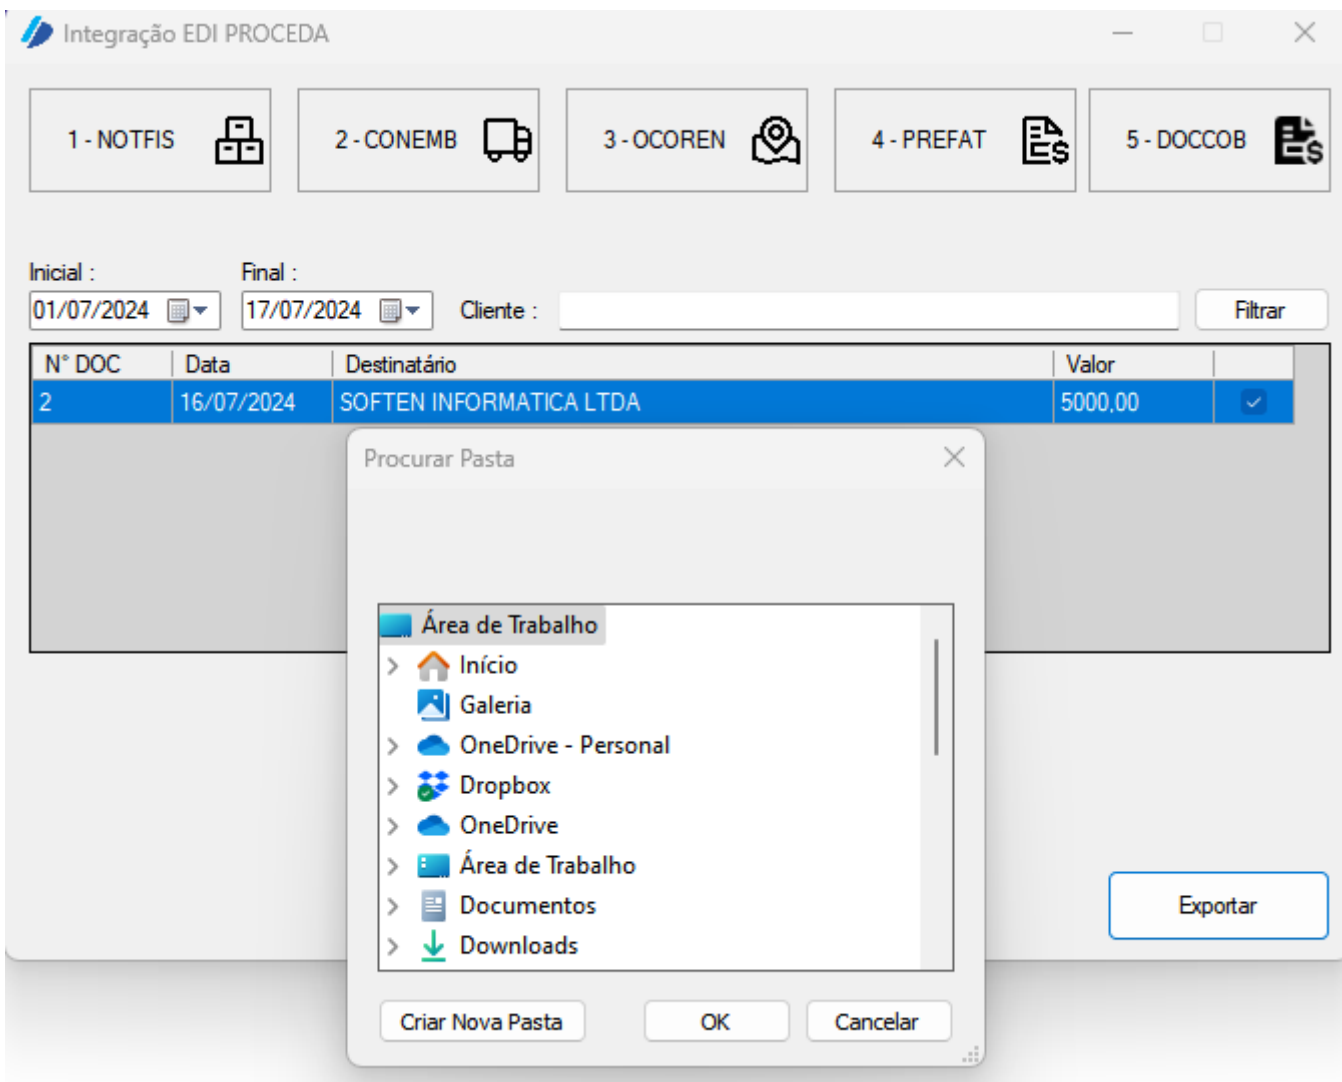 Integração EDI PROCEDA
1 - NOTFIS 2 - CONEMB 3 - OCOREN 4 - PREFAT 5 - DOCCOB
Inicial : Final :
01/07/2024 17/07/2024 Cliente : Filtrar
N° DOC Data Destinatário Valor
2 16/07/2024 SOFTEN INFORMATICA LTDA 5000,00
Procurar Pasta
Área de Trabalho
Início
Galeria
OneDrive - Personal
Dropbox
OneDrive
Área de Trabalho
Documentos
Downloads
Exportar
Criar Nova Pasta OK Cancelar